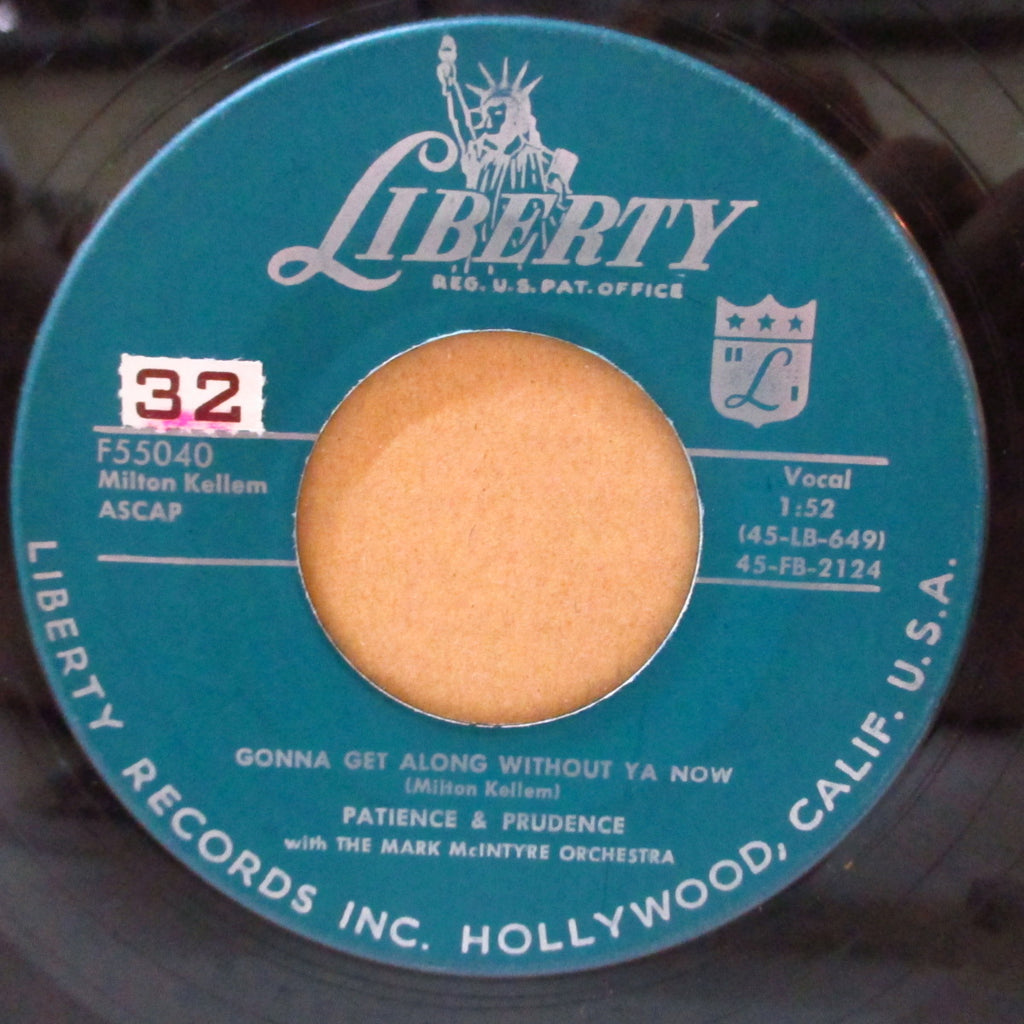 LIBERTY
REG. U.S. PAT. OFFICE
"L"
32
F55040
Milton Kellem
ASCAP
Vocal
1:52
(45-LB-649)
45-FB-2124
GONNA GET ALONG WITHOUT YA NOW
(Milton Kellem)
PATIENCE & PRUDENCE
with THE MARK McINTYRE ORCHESTRA
LIBERTY RECORDS INC. HOLLYWOOD, CALIF. U.S.A.